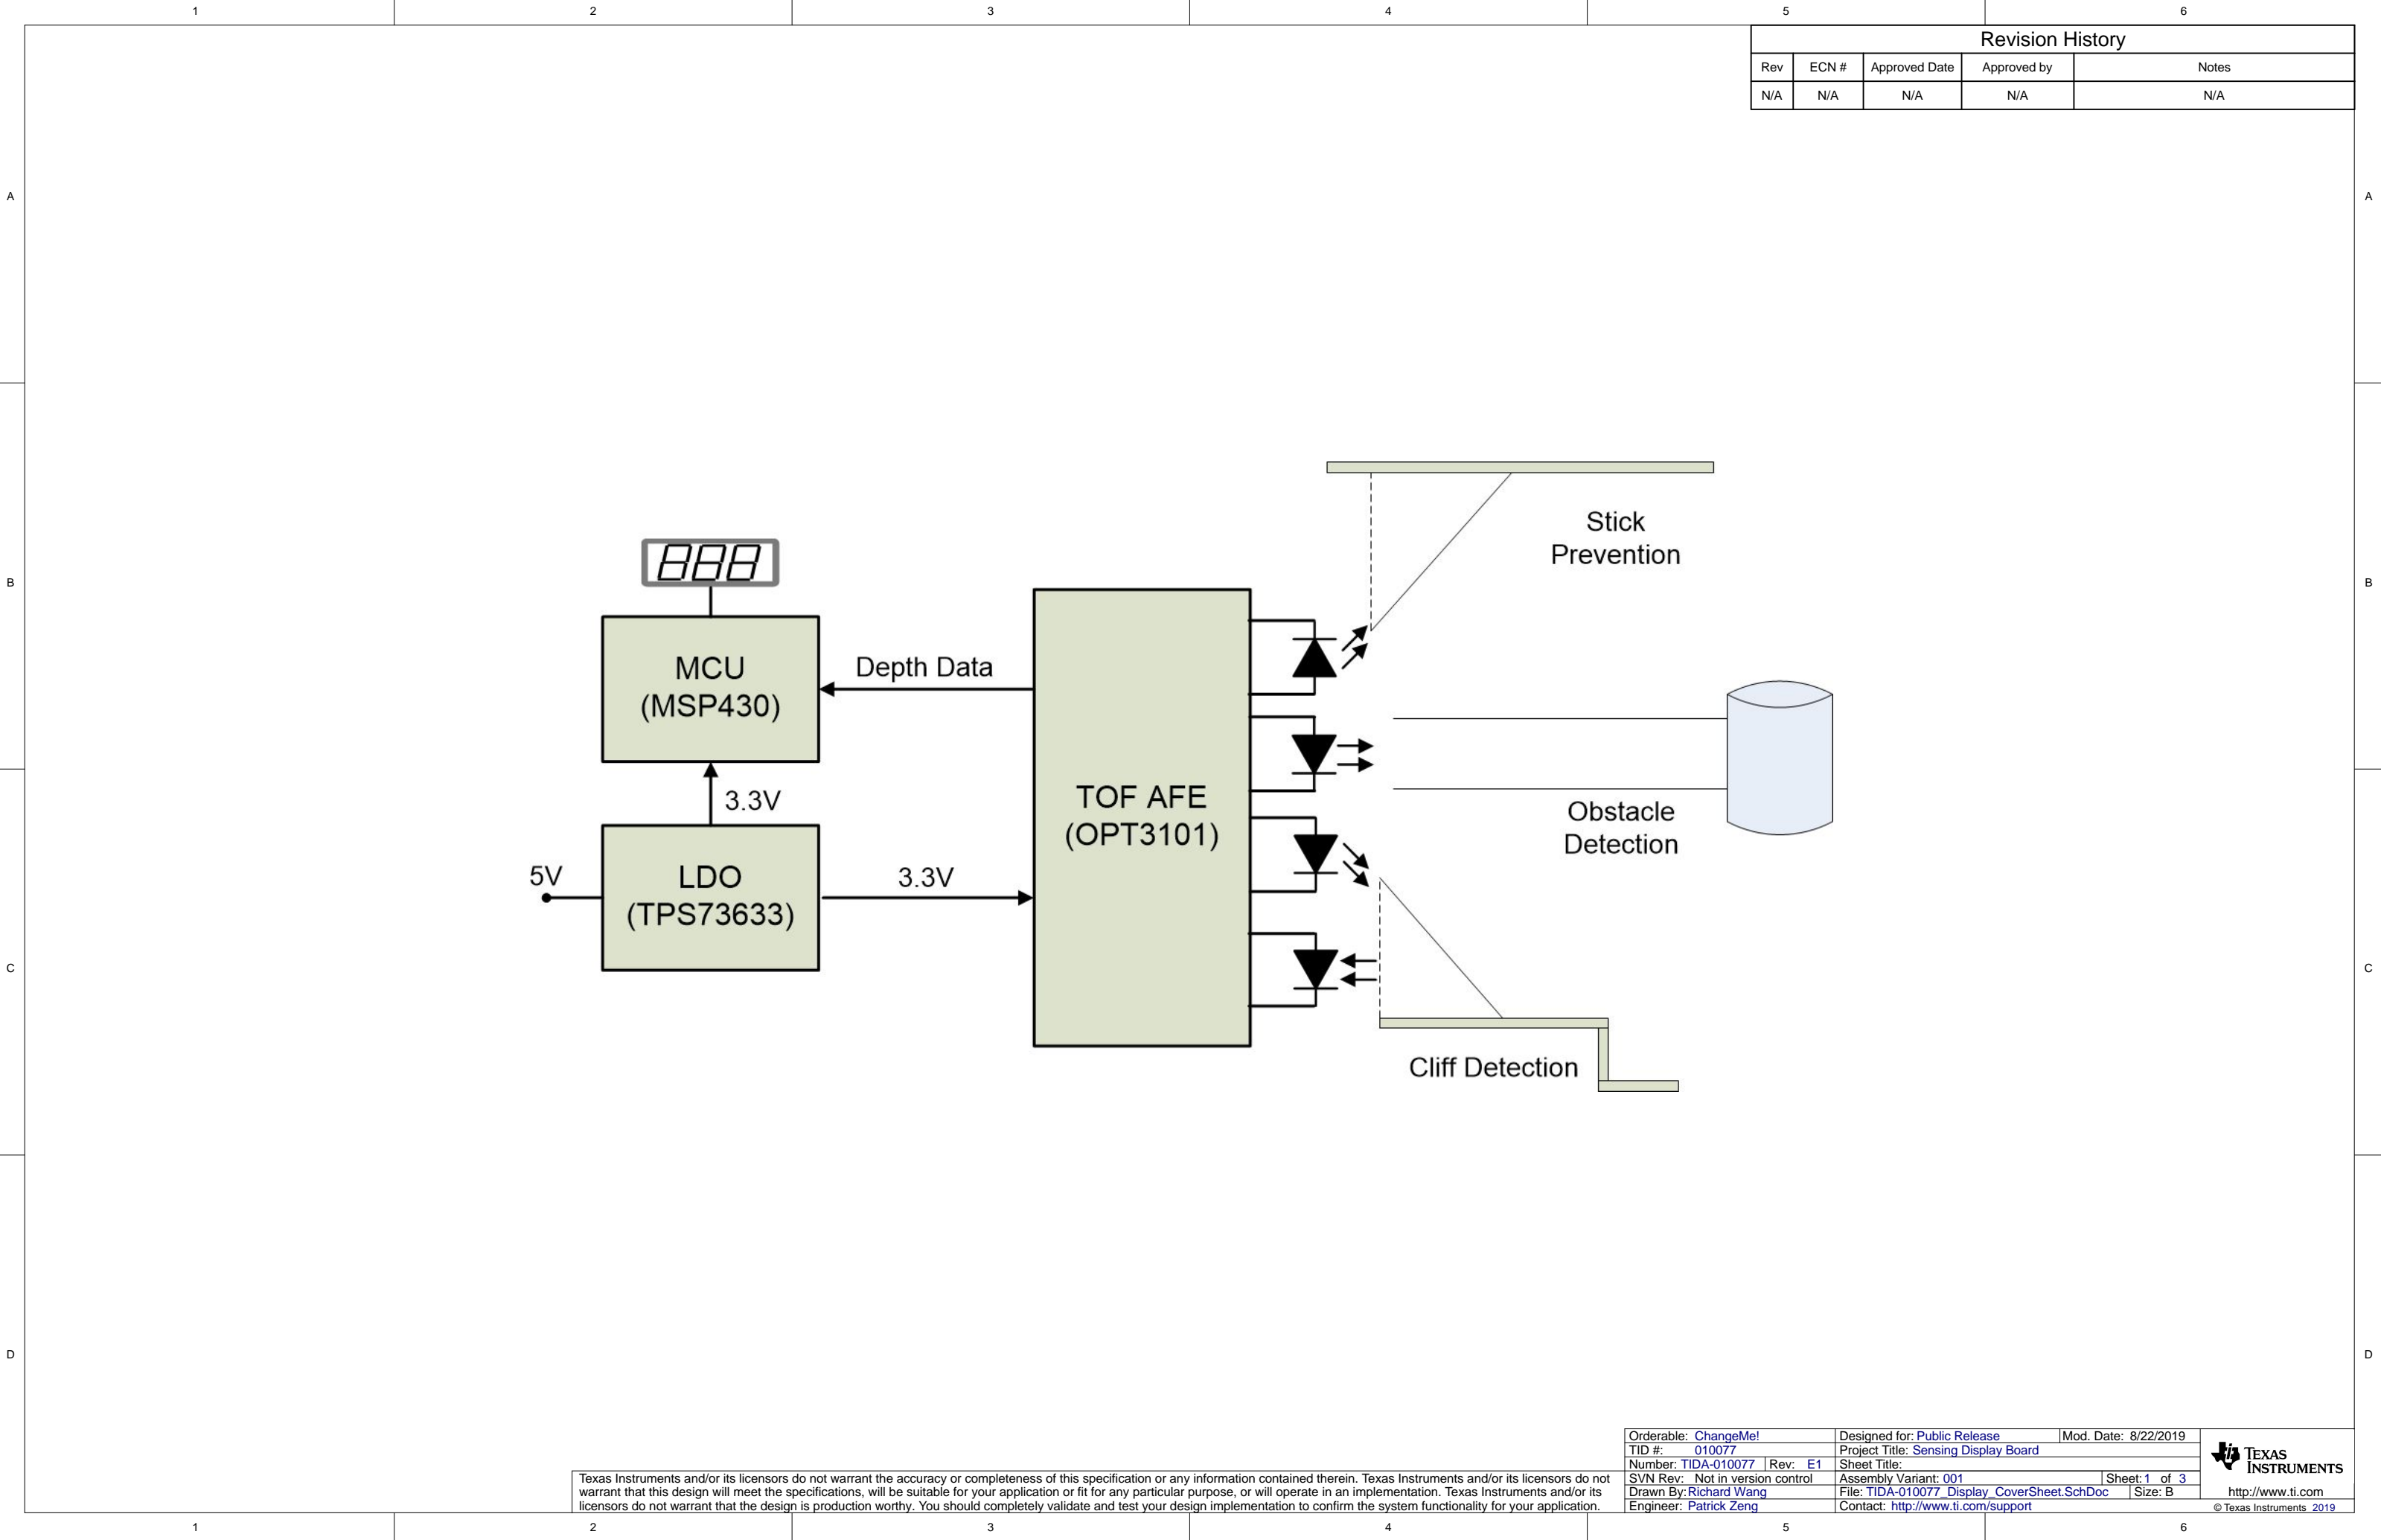 1 2 3 4 5 6
Revision History
Rev ECN # Approved Date Approved by Notes
N/A N/A N/A N/A N/A
A A
Stick
Prevention
888
B B
MCU
(MSP430)
Depth Data
3.3V
TOF AFE
(OPT3101)
Obstacle
Detection
5V
LDO
(TPS73633)
3.3V
C C
Cliff Detection
D D
Texas Instruments and/or its licensors do not warrant the accuracy or completeness of this specification or any information contained therein. Texas Instruments and/or its licensors do not
warrant that this design will meet the specifications, will be suitable for your application or fit for any particular purpose, or will operate in an implementation. Texas Instruments and/or its
licensors do not warrant that the design is production worthy. You should completely validate and test your design implementation to confirm the system functionality for your application.
Orderable: ChangeMe! Designed for: Public Release Mod. Date: 8/22/2019
TID #: 010077 Project Title: Sensing Display Board
Number: TIDA-010077 Rev: E1 Sheet Title:
SVN Rev: Not in version control Assembly Variant: 001 Sheet: 1 of 3
Drawn By: Richard Wang File: TIDA-010077_Display_CoverSheet.SchDoc Size: B
Engineer: Patrick Zeng Contact: http://www.ti.com/support
TEXAS
INSTRUMENTS
http://www.ti.com
© Texas Instruments 2019
1 2 3 4 5 6